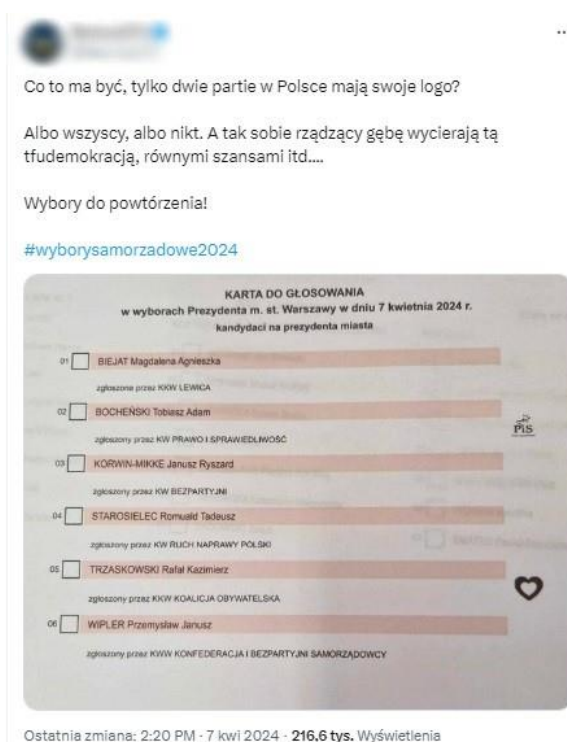 Co to ma być, tylko dwie partie w Polsce mają swoje logo?
Albo wszyscy, albo nikt. A tak sobie rządzący gębę wycierają tą
tfudemokracją, równymi szansami itd....
Wybory do powtórzenia!
#wyborysamorzadowe2024
KARTA DO GŁOSOWANIA
w wyborach Prezydenta m. st. Warszawy w dniu 7 kwietnia 2024 r.
kandydaci na prezydenta miasta
01 BIEJAT Magdalena Agnieszka
zgłoszona przez KKW LEWICA
02 BOCHEŃSKI Tobiasz Adam
zgłoszony przez KW PRAWO I SPRAWIEDLIWOŚĆ
PiS
03 KORWIN-MIKKE Janusz Ryszard
zgłoszony przez KW BEZPARTYJNI
04 STAROSIELEC Romuald Tadeusz
zgłoszony przez KW RUCH NAPRAWY POLSKI
05 TRZASKOWSKI Rafał Kazimierz
zgłoszony przez KKW KOALICJA OBYWATELSKA
06 WIPLER Przemysław Janusz
zgłoszony przez KWW KONFEDERACJA I BEZPARTYJNI SAMORZĄDOWCY
Ostatnia zmiana: 2:20 PM · 7 kwi 2024 · 216,6 tys. Wyświetlenia